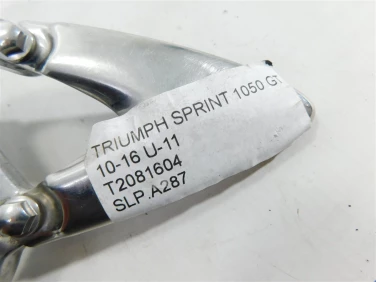 TRIUMPH SPRINT 1050 GT
10-16 U-11
T2081604
SLP.A287